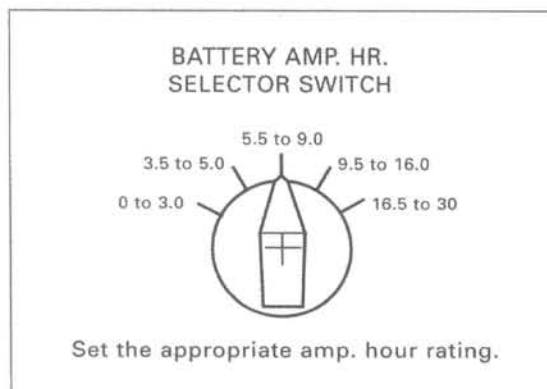 BATTERY AMP. HR.
SELECTOR SWITCH
5.5 to 9.0
3.5 to 5.0
9.5 to 16.0
0 to 3.0
16.5 to 30
Set the appropriate amp. hour rating.